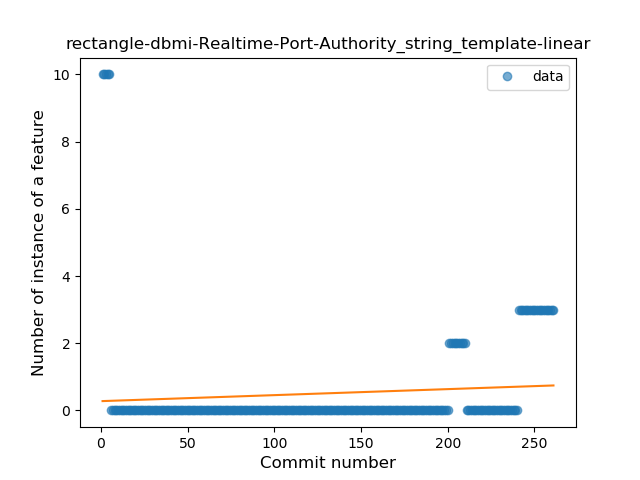 rectangle-dbmi-Realtime-Port-Authority_string_template-linear
data
Number of instance of a feature
10
8
6
4
2
0
0 50 100 150 200 250
Commit number